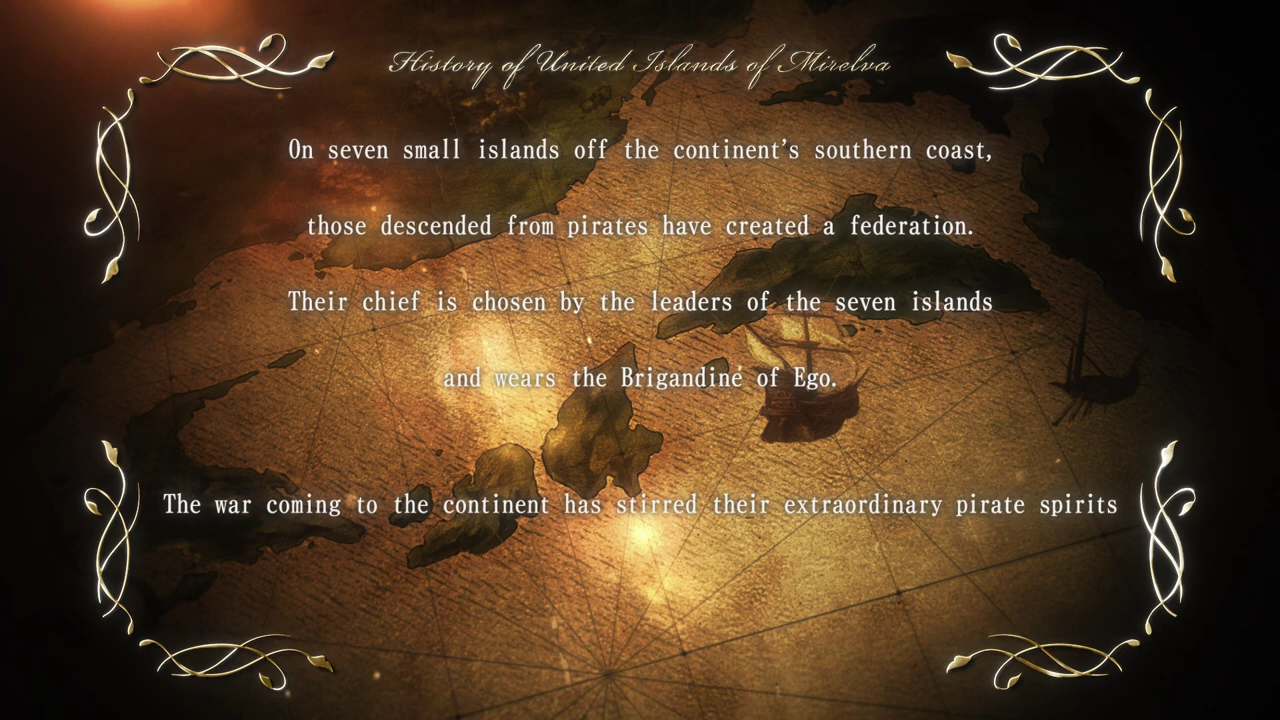 History of United Islands of Mirelva
On seven small islands off the continent's southern coast,
those descended from pirates have created a federation.
Their chief is chosen by the leaders of the seven islands
and wears the Brigandine of Ego.
The war coming to the continent has stirred their extraordinary pirate spirits